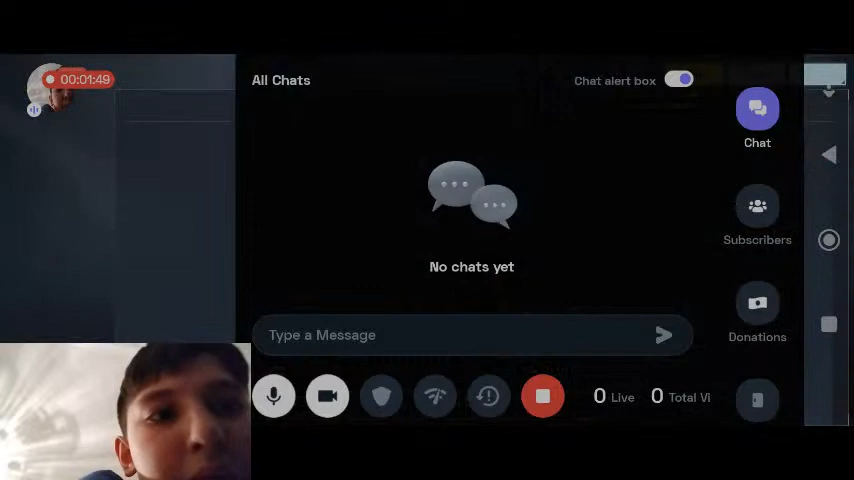 00:01:49
All Chats
Chat alert box
Chat
Subscribers
No chats yet
Donations
Type a Message
0 Live 0 Total Vi